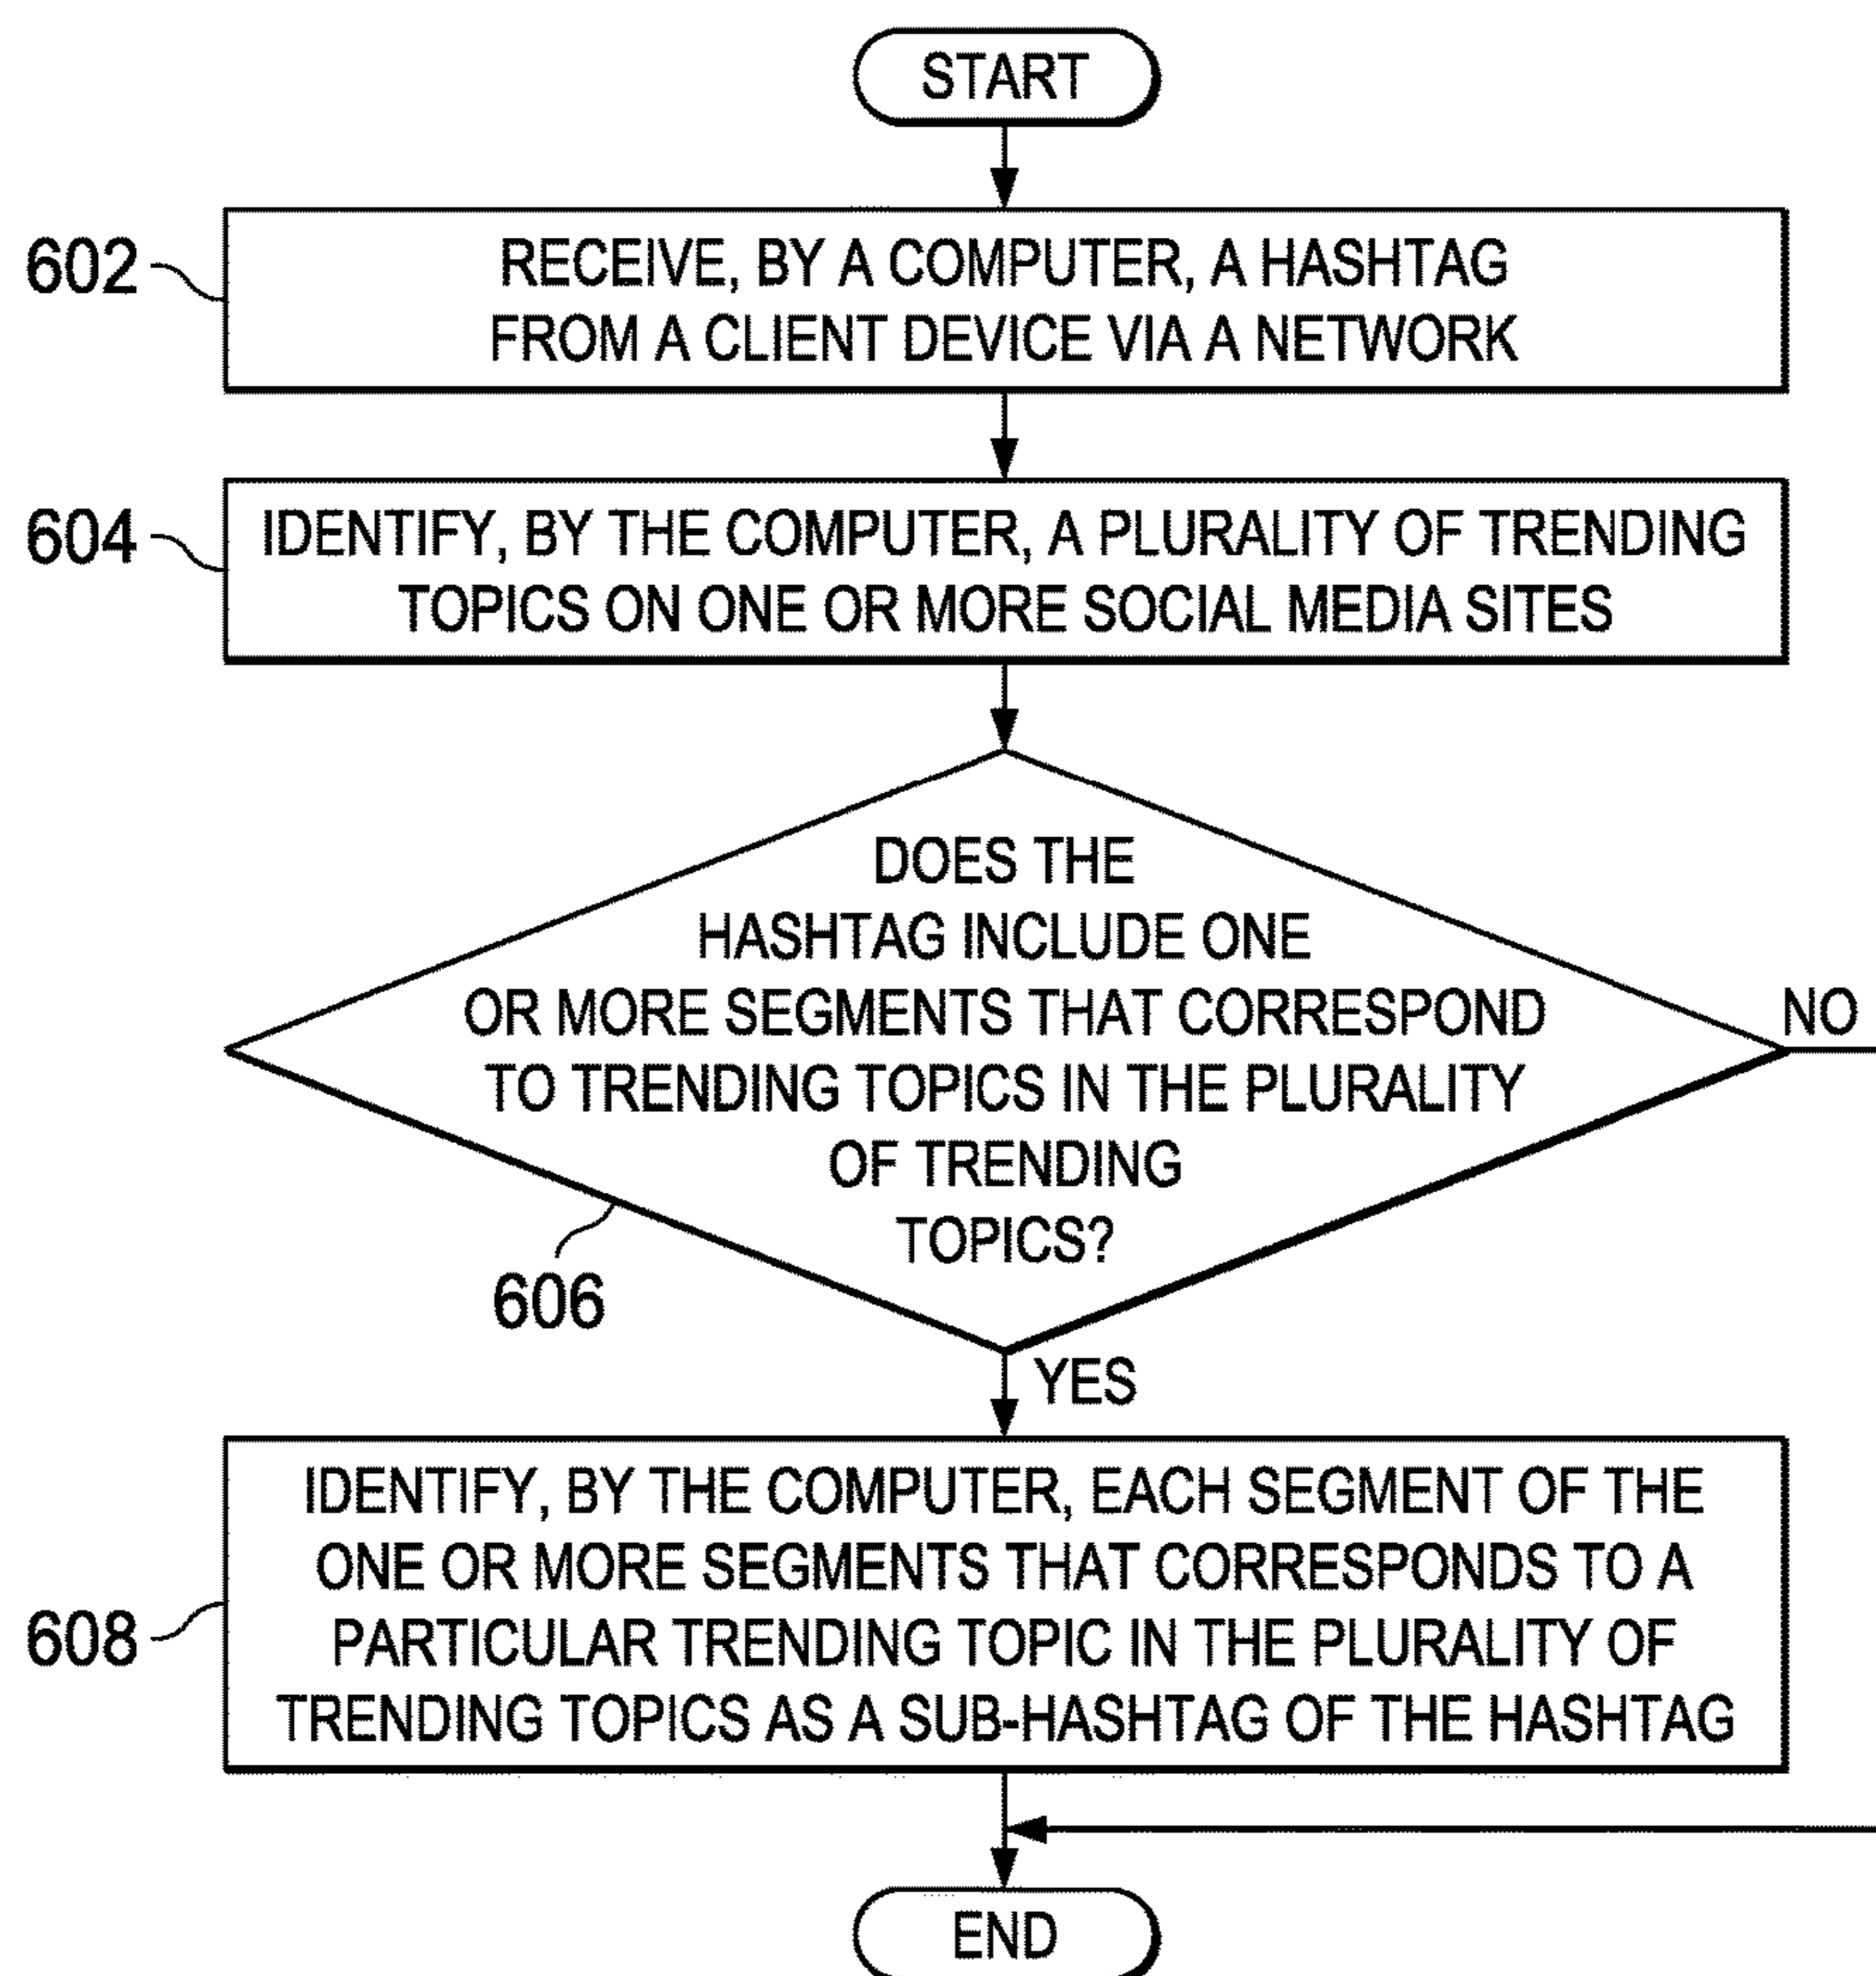 START
602
RECEIVE, BY A COMPUTER, A HASHTAG
FROM A CLIENT DEVICE VIA A NETWORK
604
IDENTIFY, BY THE COMPUTER, A PLURALITY OF TRENDING
TOPICS ON ONE OR MORE SOCIAL MEDIA SITES
DOES THE
HASHTAG INCLUDE ONE
OR MORE SEGMENTS THAT CORRESPOND
TO TRENDING TOPICS IN THE PLURALITY
OF TRENDING
TOPICS?
NO
606
YES
608
IDENTIFY, BY THE COMPUTER, EACH SEGMENT OF THE
ONE OR MORE SEGMENTS THAT CORRESPONDS TO A
PARTICULAR TRENDING TOPIC IN THE PLURALITY OF
TRENDING TOPICS AS A SUB-HASHTAG OF THE HASHTAG
END